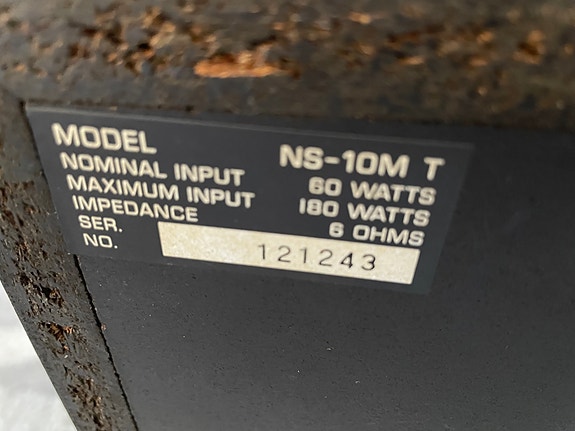 MODEL NS-10M T
NOMINAL INPUT 60 WATTS
MAXIMUM INPUT 180 WATTS
IMPEDANCE 6 OHMS
SER.
NO. 121243